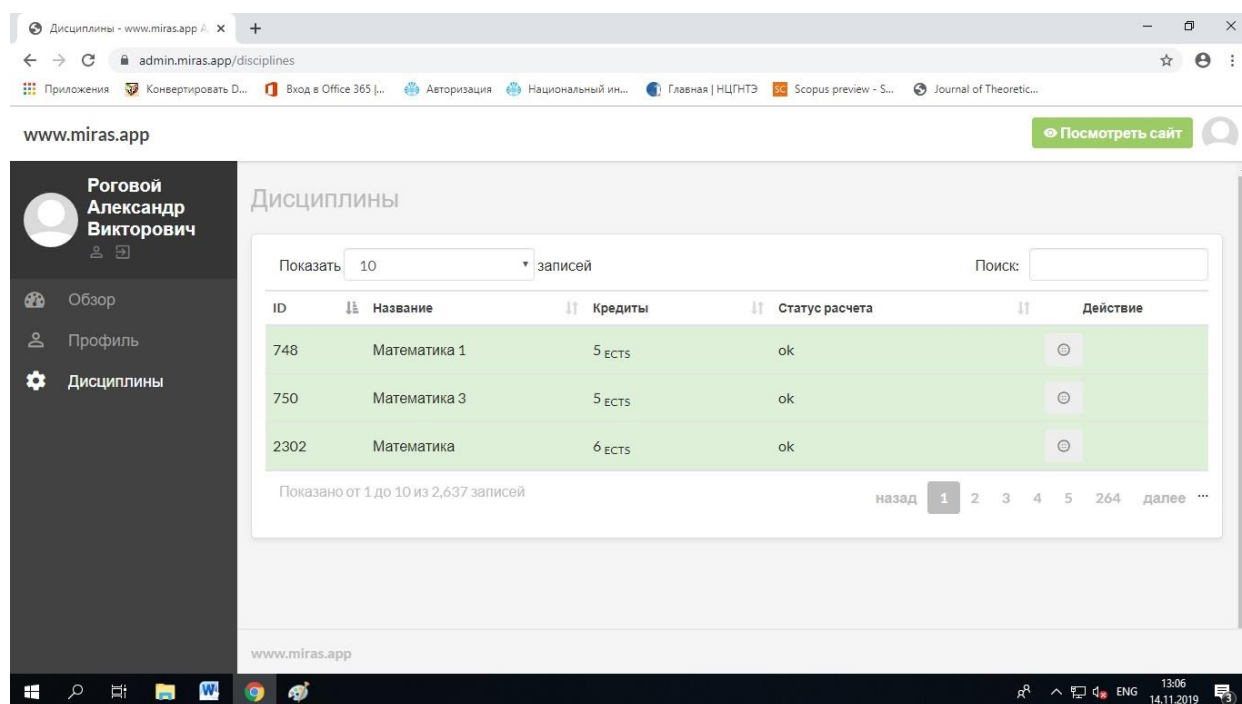 Дисциплины - www.miras.app A
admin.miras.app/disciplines
Приложения Конвертировать D... Вход в Office 365 |... Авторизация Национальный ин... Главная | НЦГНТЭ SC Scopus preview - S... Journal of Theoretic...
www.miras.app Посмотреть сайт
Роговой
Александр
Викторович
Дисциплины
Показать 10 записей Поиск:
Обзор
Профиль
Дисциплины
ID Название Кредиты Статус расчета Действие
748 Математика 1 5 ECTS ok
750 Математика 3 5 ECTS ok
2302 Математика 6 ECTS ok
Показано от 1 до 10 из 2,637 записей
назад 1 2 3 4 5 264 далее ...
www.miras.app
ENG 13:06
14.11.2019 3